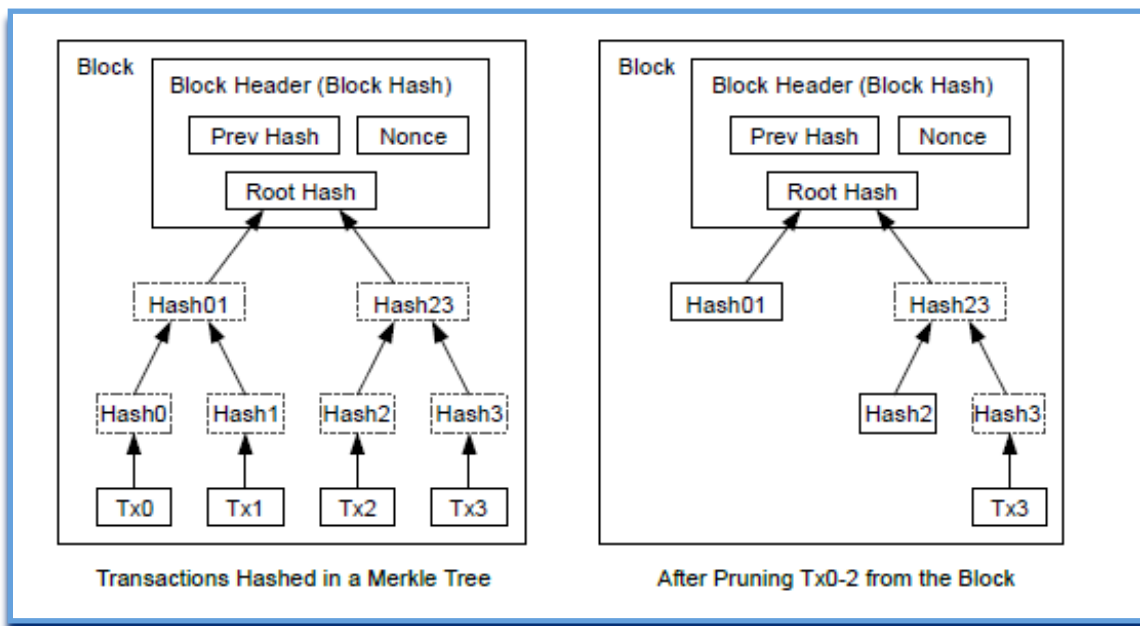 Block
Block Header (Block Hash)
Prev Hash
Nonce
Root Hash
Hash01
Hash23
Hash0
Hash1
Hash2
Hash3
Tx0
Tx1
Tx2
Tx3
Transactions Hashed in a Merkle Tree
Block
Block Header (Block Hash)
Prev Hash
Nonce
Root Hash
Hash01
Hash23
Hash2
Hash3
Tx3
After Pruning Tx0-2 from the Block